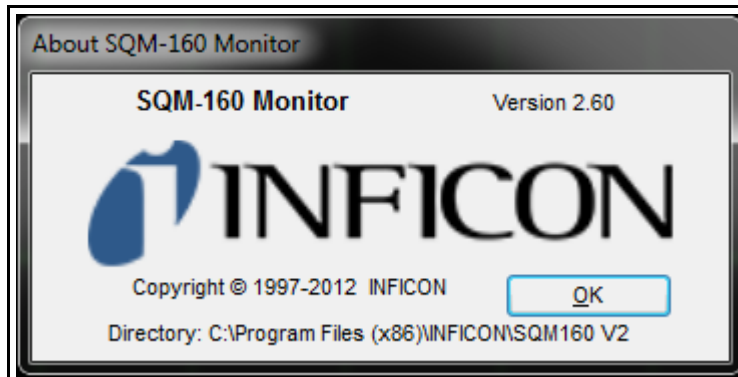 About SQM-160 Monitor
SQM-160 Monitor Version 2.60
INFICON
Copyright © 1997-2012 INFICON
OK
Directory: C:\Program Files (x86)\INFICON\SQM160 V2